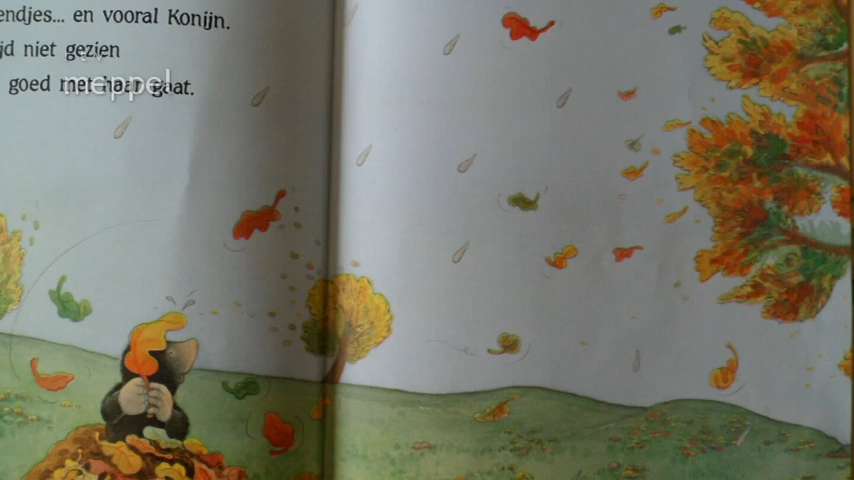 endjes... en vooral Konijn.
jd niet gezien
goed met haar gaat.
meppel